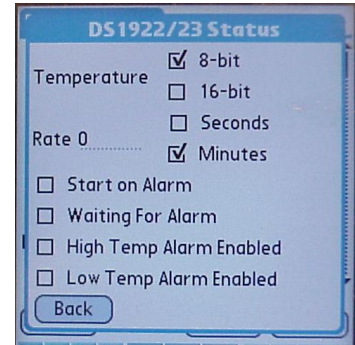 DS1922/23 Status
8-bit
Temperature
16-bit
Seconds
Rate 0
Minutes
Start on Alarm
Waiting For Alarm
High Temp Alarm Enabled
Low Temp Alarm Enabled
Back